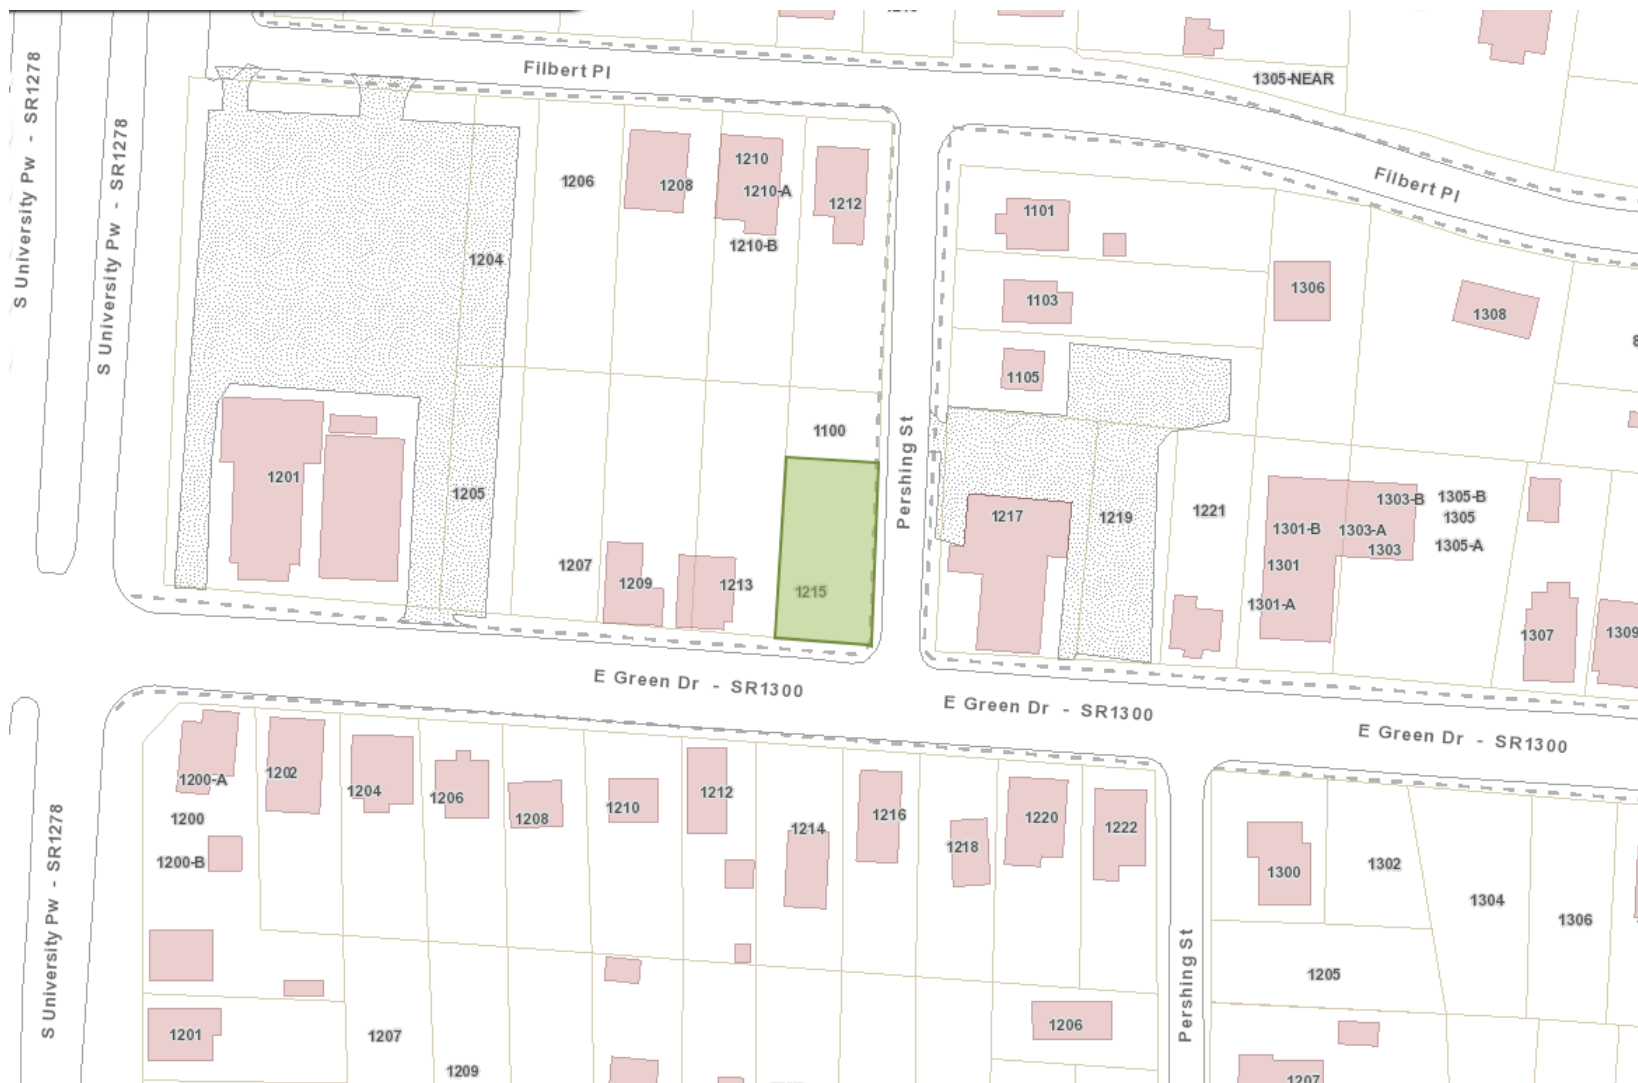 Filbert Pl
1305-NEAR
S University Pw - SR1278
S University Pw - SR1278
Filbert Pl
1206
1208
1210
1210-A
1210-B
1212
1204
1101
1103
1105
1306
1308
1100
Pershing St
1201
1205
1207
1209
1213
1215
1217
1219
1221
1301-B
1301
1301-A
1303-B
1303-A
1303
1305-B
1305
1305-A
1307
1309
E Green Dr - SR1300
E Green Dr - SR1300
E Green Dr - SR1300
1200-A
1200
1200-B
1202
1204
1206
1208
1210
1212
1214
1216
1218
1220
1222
1300
1302
1304
1306
S University Pw - SR1278
Pershing St
1205
1201
1207
1209
1206
1207